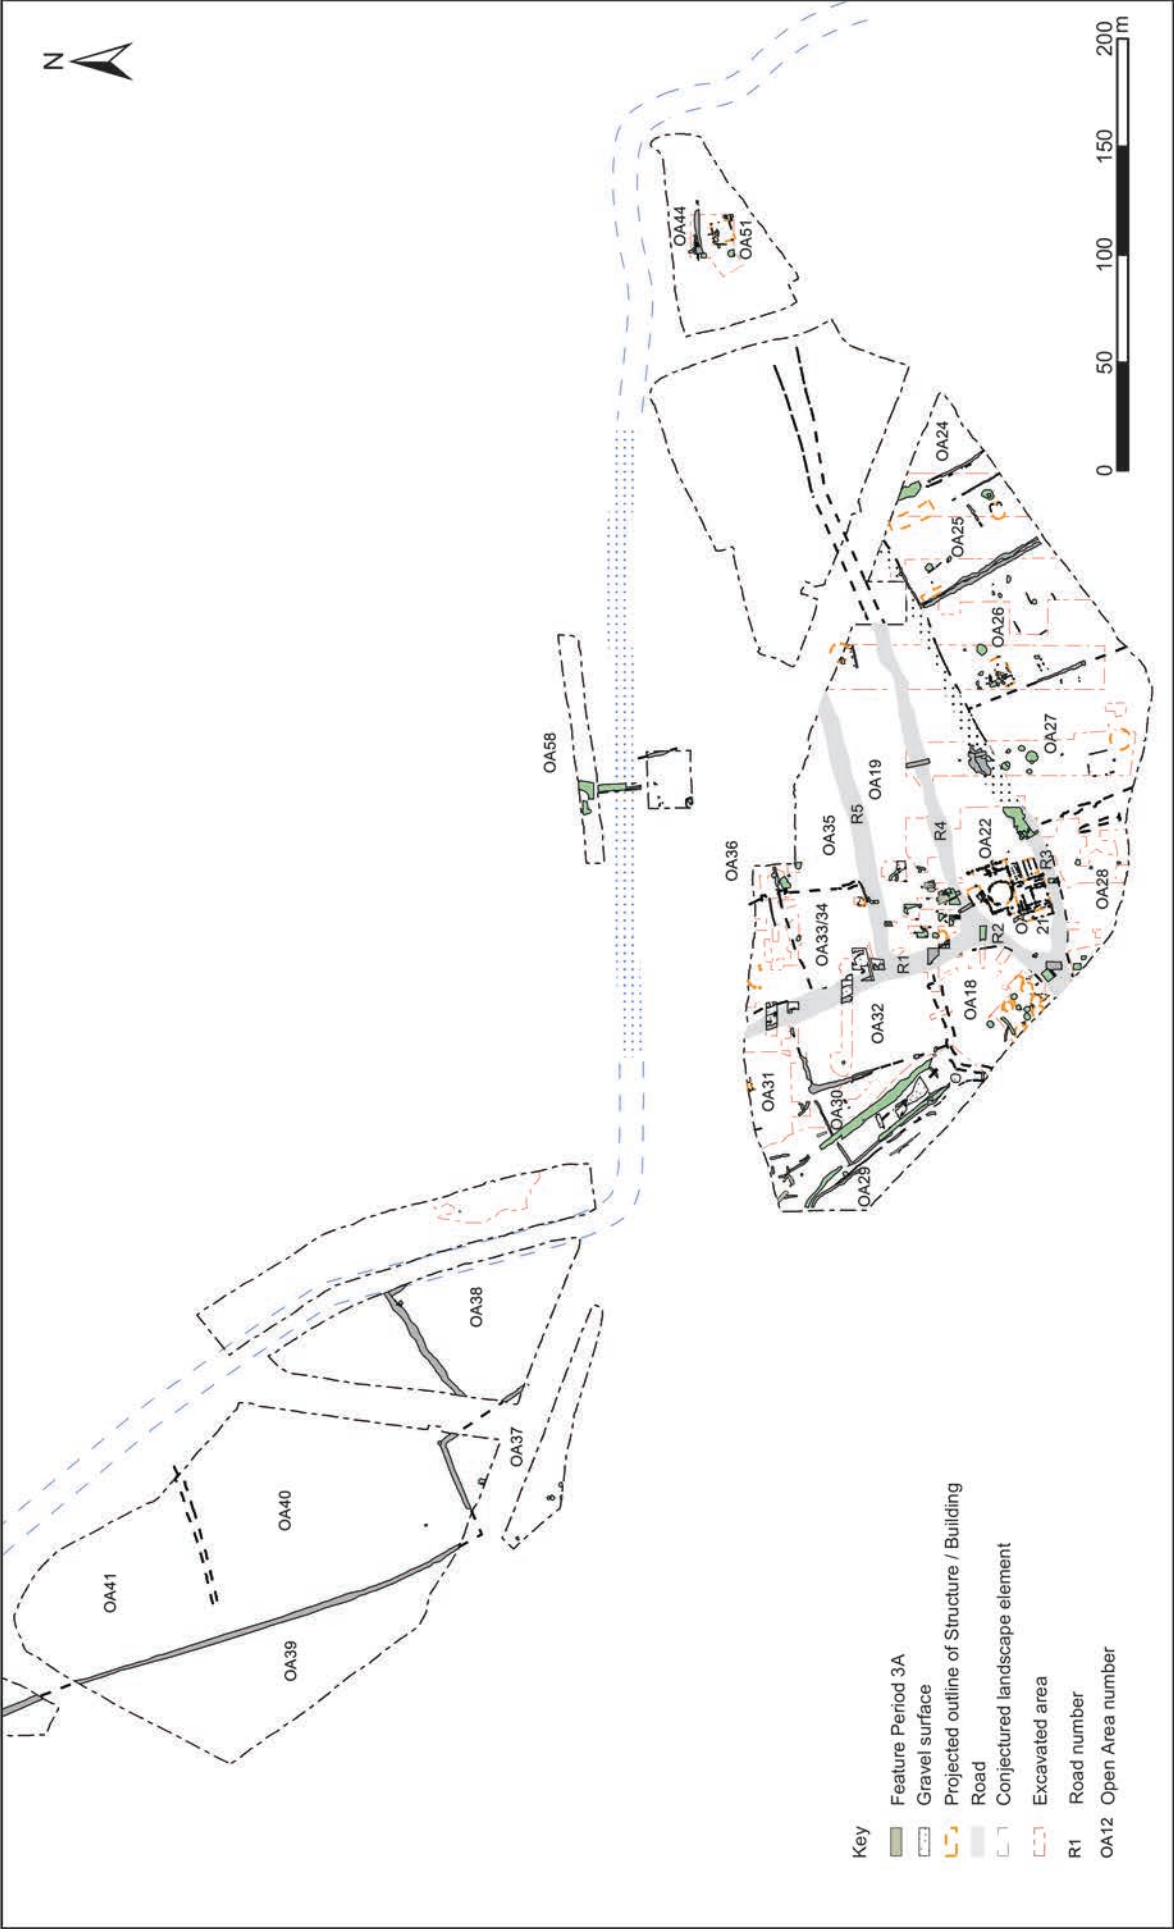 N
OA44
OA51
OA24
OA25
OA26
OA27
OA58
OA36
OA35
OA19
R5
R4
OA22
R3
OA28
OA33/34
R1
R2
OA
21
OA18
OA32
OA31
OA30
OA29
OA38
OA37
OA40
OA41
OA39
0 50 100 150 200
m
Key
Feature Period 3A
Gravel surface
Projected outline of Structure / Building
Road
Conjectured landscape element
Excavated area
R1 Road number
OA12 Open Area number